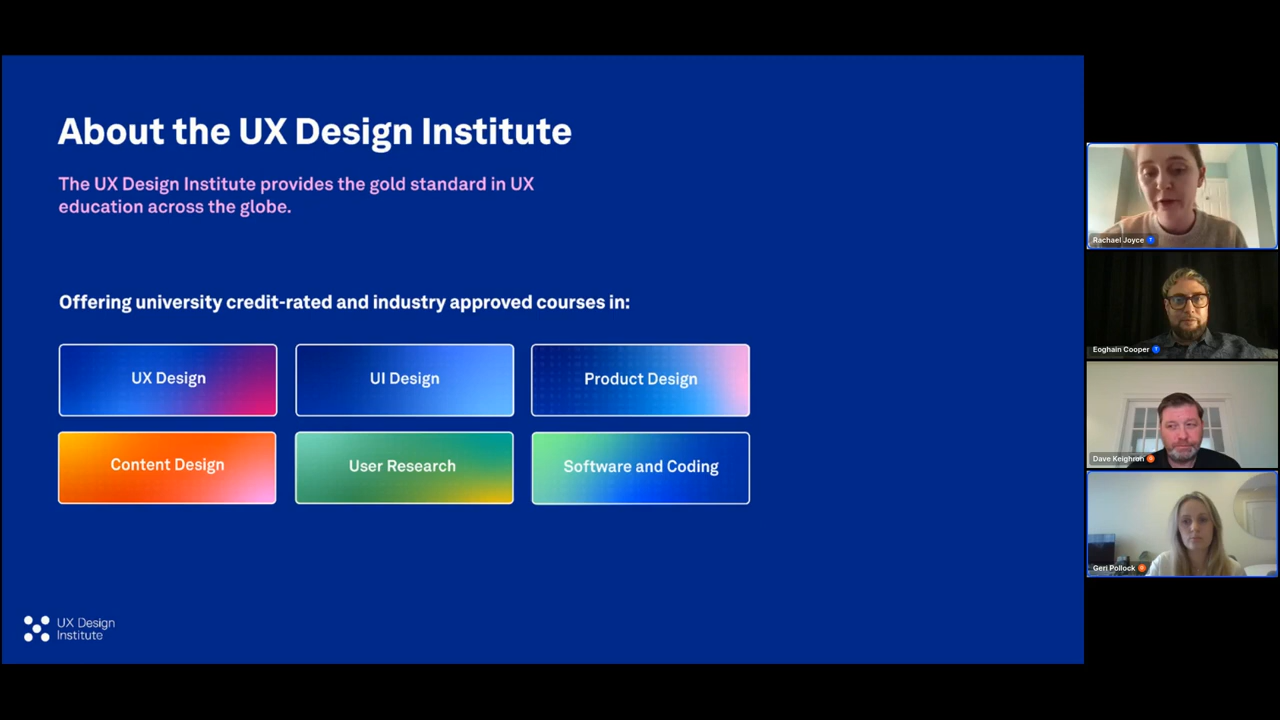 About the UX Design Institute
The UX Design Institute provides the gold standard in UX
education across the globe.
Offering university credit-rated and industry approved courses in:
UX Design
UI Design
Product Design
Content Design
User Research
Software and Coding
UX Design
Institute
Rachael Joyce
Eoghain Cooper
Dave Keighron
Geri Pollock